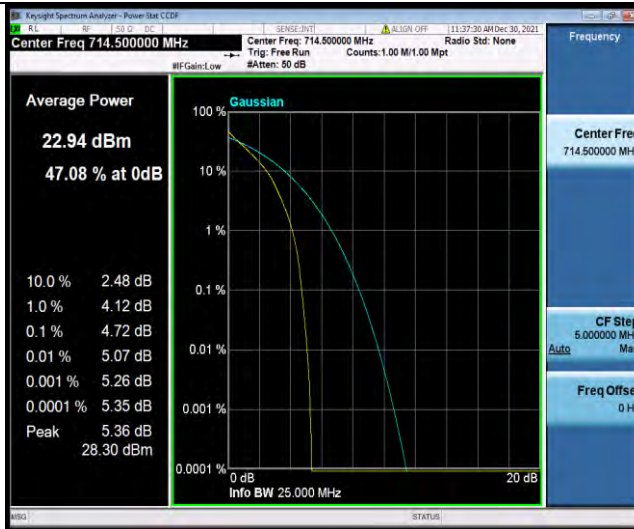 Keysight Spectrum Analyzer - Power Stat CCDF
RL RF 50 Ω DC SENSE:INT ALIGN OFF 11:37:30 AM Dec 30, 2021
Center Freq 714.500000 MHz
Center Freq: 714.500000 MHz Radio Std: None
Trig: Free Run Counts:1.00 M/1.00 Mpt
#IFGain:Low #Atten: 50 dB
Frequency
Average Power
22.94 dBm
47.08 % at 0dB
10.0 % 2.48 dB
1.0 % 4.12 dB
0.1 % 4.72 dB
0.01 % 5.07 dB
0.001 % 5.26 dB
0.0001 % 5.35 dB
Peak 5.36 dB
28.30 dBm
Gaussian
100 %
10 %
1 %
0.1 %
0.01 %
0.001 %
0.0001 %
0 dB 20 dB
Info BW 25.000 MHz
Center Fre
714.500000 MH
CF Step
5.000000 MH
Auto Ma
Freq Offse
0 H
MSG STATUS